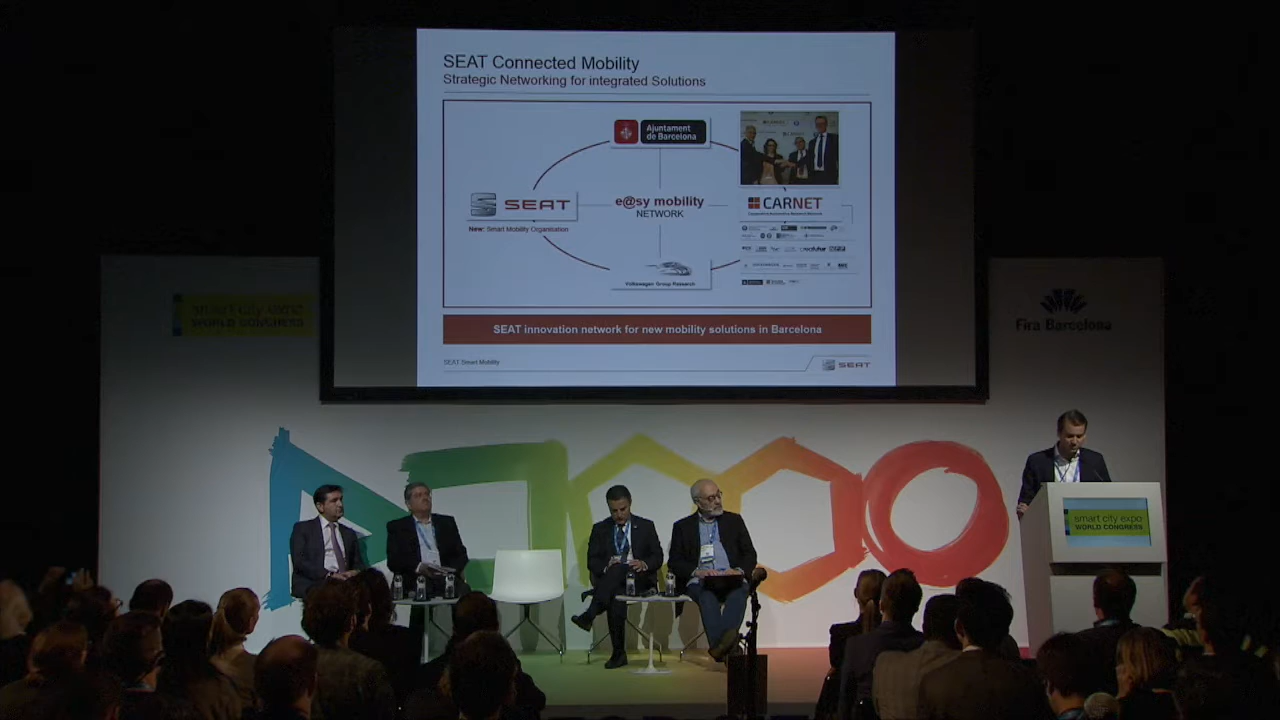 SEAT Connected Mobility
Strategic Networking for integrated Solutions
Ajuntament
de Barcelona
CARNET
SEAT
New: Smart Mobility Organisation
e@sy mobility
NETWORK
CARNET
Volkswagen Group Research
SEAT innovation network for new mobility solutions in Barcelona
SEAT Smart Mobility
SEAT
smart city expo
WORLD CONGRESS
Fira Barcelona
smart city expo
WORLD CONGRESS